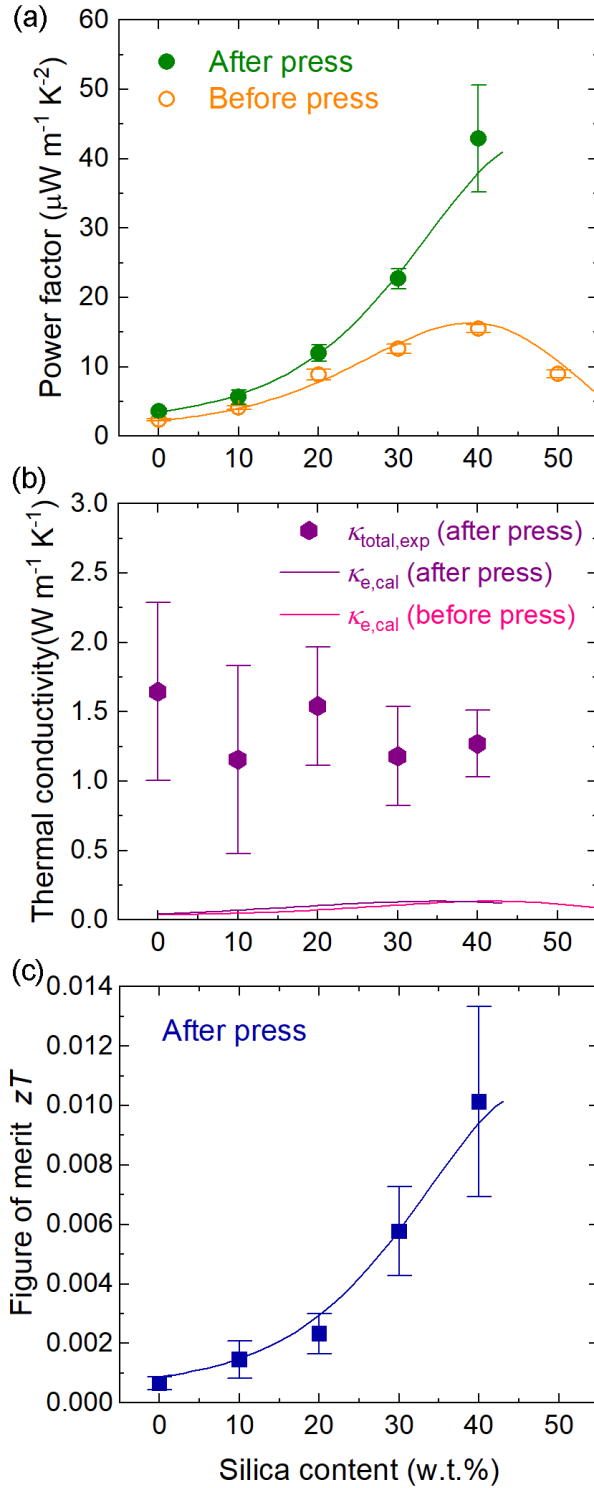 (a)
60
50
40
30
20
10
0
Power factor (μW m⁻¹ K⁻²)
After press
Before press
0 10 20 30 40 50
(b)
3.0
2.5
2.0
1.5
1.0
0.5
0.0
Thermal conductivity(W m⁻¹ K⁻¹)
κtotal,exp (after press)
κe,cal (after press)
κe,cal (before press)
0 10 20 30 40 50
(c)
0.014
0.012
0.010
0.008
0.006
0.004
0.002
0.000
Figure of merit zT
After press
0 10 20 30 40 50
Silica content (w.t.%)